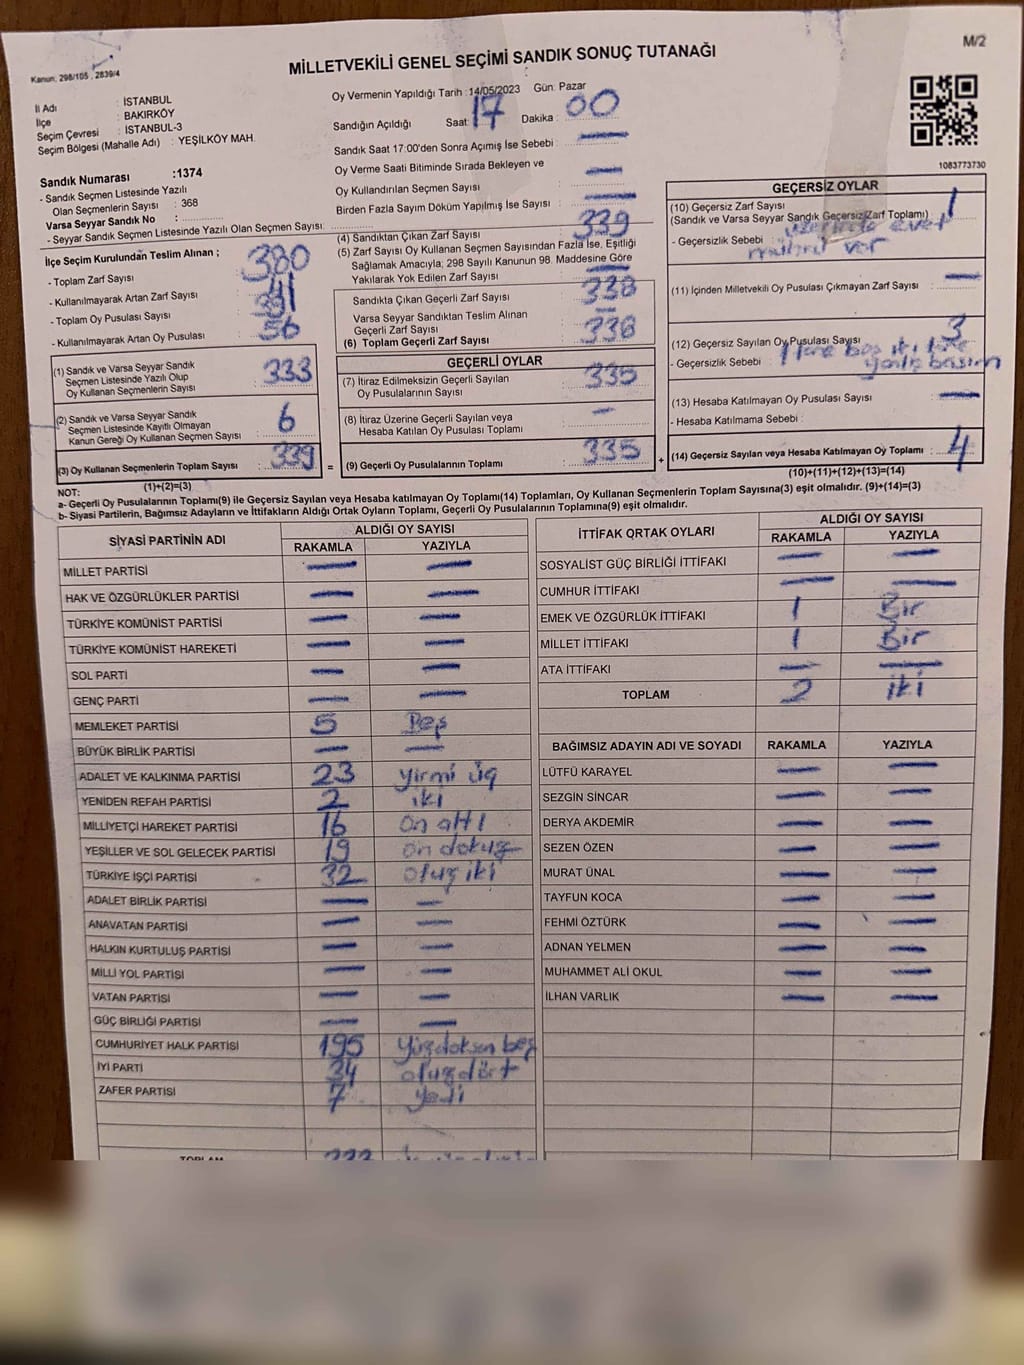 M/2
Kanun: 298/105 , 2839/4
MİLLETVEKİLİ GENEL SEÇİMİ SANDIK SONUÇ TUTANAĞI
İl Adı : İSTANBUL
İlçe : BAKIRKÖY
Seçim Çevresi : İSTANBUL-3
Seçim Bölgesi (Mahalle Adı) : YEŞİLKÖY MAH.
Sandık Numarası :1374
- Sandık Seçmen Listesinde Yazılı
Olan Seçmenlerin Sayısı : 368
Varsa Seyyar Sandık No :
- Seyyar Sandık Seçmen Listesinde Yazılı Olan Seçmen Sayısı:
Oy Vermenin Yapıldığı Tarih :14/05/2023 Gün: Pazar
Sandığın Açıldığı Saat: 17 Dakika : 00
Sandık Saat 17:00'den Sonra Açımış İse Sebebi : —
Oy Verme Saati Bitiminde Sırada Bekleyen ve
Oy Kullandırılan Seçmen Sayısı : —
Birden Fazla Sayım Döküm Yapılmış İse Sayısı : —
1083773730
İlçe Seçim Kurulundan Teslim Alınan ;
- Toplam Zarf Sayısı : 380
- Kullanılmayarak Artan Zarf Sayısı : 41
- Toplam Oy Pusulası Sayısı :
- Kullanılmayarak Artan Oy Pusulası : 56
(1) Sandık ve Varsa Seyyar Sandık
Seçmen Listesinde Yazılı Olup
Oy Kullanan Seçmenlerin Sayısı : 333
(2) Sandık ve Varsa Seyyar Sandık
Seçmen Listesinde Kayıtlı Olmayan
Kanun Gereği Oy Kullanan Seçmen Sayısı : 6
(3) Oy Kullanan Seçmenlerin Toplam Sayısı : 339
(1)+(2)=(3)
(4) Sandıktan Çıkan Zarf Sayısı : 339
(5) Zarf Sayısı Oy Kullanan Seçmen Sayısından Fazla İse, Eşitliği
Sağlamak Amacıyla; 298 Sayılı Kanunun 98. Maddesine Göre
Yakılarak Yok Edilen Zarf Sayısı : —
Sandıkta Çıkan Geçerli Zarf Sayısı : 338
Varsa Seyyar Sandıktan Teslim Alınan
Geçerli Zarf Sayısı : —
(6) Toplam Geçerli Zarf Sayısı : 338
GEÇERLİ OYLAR
(7) İtiraz Edilmeksizin Geçerli Sayılan
Oy Pusulalarının Sayısı : 335
(8) İtiraz Üzerine Geçerli Sayılan veya
Hesaba Katılan Oy Pusulası Toplamı : —
= (9) Geçerli Oy Pusulalarının Toplamı : 335
GEÇERSİZ OYLAR
(10) Geçersiz Zarf Sayısı : 1
(Sandık ve Varsa Seyyar Sandık Geçersiz Zarf Toplamı)
- Geçersizlik Sebebi : üzerinde evet
mührü var
(11) İçinden Milletvekili Oy Pusulası Çıkmayan Zarf Sayısı : —
(12) Geçersiz Sayılan Oy Pusulası Sayısı : 3
- Geçersizlik Sebebi : 1 tane boş iki tane
yanlış basım
(13) Hesaba Katılmayan Oy Pusulası Sayısı : —
- Hesaba Katılmama Sebebi :
+ (14) Geçersiz Sayılan veya Hesaba Katılmayan Oy Toplamı : 4
(10)+(11)+(12)+(13)=(14)
NOT:
a- Geçerli Oy Pusulalarının Toplamı(9) ile Geçersiz Sayılan veya Hesaba katılmayan Oy Toplamı(14) Toplamları, Oy Kullanan Seçmenlerin Toplam Sayısına(3) eşit olmalıdır. (9)+(14)=(3)
b- Siyasi Partilerin, Bağımsız Adayların ve İttifakların Aldığı Ortak Oyların Toplamı, Geçerli Oy Pusulalarının Toplamına(9) eşit olmalıdır.
SİYASİ PARTİNİN ADI ALDIĞI OY SAYISI
RAKAMLA YAZIYLA
MİLLET PARTİSİ — —
HAK VE ÖZGÜRLÜKLER PARTİSİ — —
TÜRKİYE KOMÜNİST PARTİSİ — —
TÜRKİYE KOMÜNİST HAREKETİ — —
SOL PARTİ — —
GENÇ PARTİ — —
MEMLEKET PARTİSİ 5 Beş
BÜYÜK BİRLİK PARTİSİ — —
ADALET VE KALKINMA PARTİSİ 23 yirmi üç
YENİDEN REFAH PARTİSİ 2 iki
MİLLİYETÇİ HAREKET PARTİSİ 16 on altı
YEŞİLLER VE SOL GELECEK PARTİSİ 19 on dokuz
TÜRKİYE İŞÇİ PARTİSİ 32 otuz iki
ADALET BİRLİK PARTİSİ — —
ANAVATAN PARTİSİ — —
HALKIN KURTULUŞ PARTİSİ — —
MİLLİ YOL PARTİSİ — —
VATAN PARTİSİ — —
GÜÇ BİRLİĞİ PARTİSİ — —
CUMHURİYET HALK PARTİSİ 195 yüzdoksan beş
İYİ PARTİ 34 otuzdört
ZAFER PARTİSİ 7 yedi
TOPLAM 333
İTTİFAK ORTAK OYLARI ALDIĞI OY SAYISI
RAKAMLA YAZIYLA
SOSYALİST GÜÇ BİRLİĞİ İTTİFAKI — —
CUMHUR İTTİFAKI — —
EMEK VE ÖZGÜRLÜK İTTİFAKI 1 Bir
MİLLET İTTİFAKI 1 Bir
ATA İTTİFAKI — —
TOPLAM 2 iki
BAĞIMSIZ ADAYIN ADI VE SOYADI RAKAMLA YAZIYLA
LÜTFÜ KARAYEL — —
SEZGİN SİNCAR — —
DERYA AKDEMİR — —
SEZEN ÖZEN — —
MURAT ÜNAL — —
TAYFUN KOCA — —
FEHMİ ÖZTÜRK — —
ADNAN YELMEN — —
MUHAMMET ALİ OKUL — —
İLHAN VARLIK — —